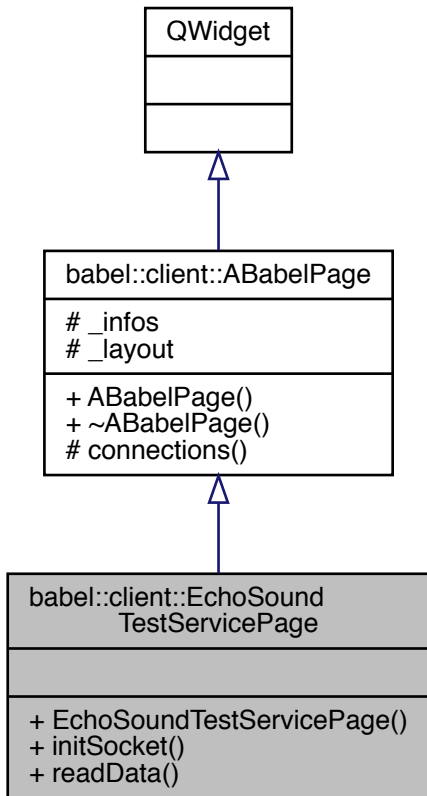 QWidget
babel::client::ABabelPage
# _infos
# _layout
+ ABabelPage()
+ ~ABabelPage()
# connections()
babel::client::EchoSound
TestServicePage
+ EchoSoundTestServicePage()
+ initSocket()
+ readData()